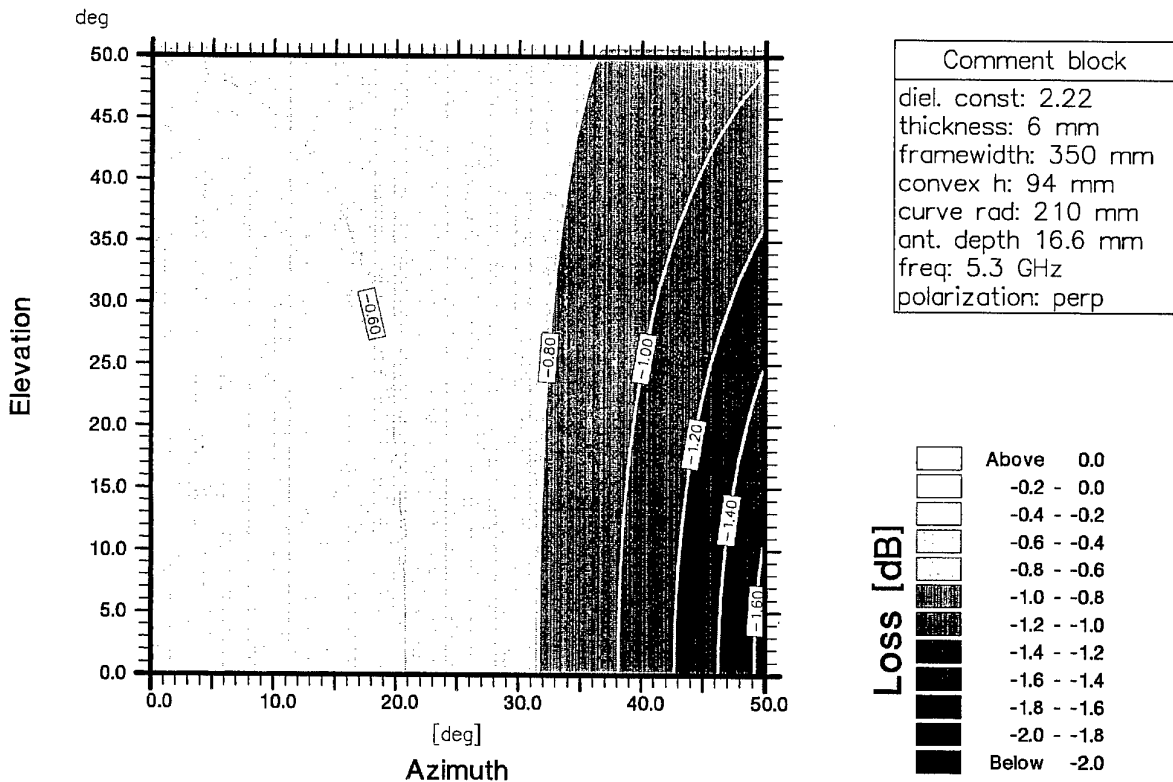 deg
50.0
45.0
40.0
35.0
30.0
25.0
20.0
15.0
10.0
5.0
0.0
Elevation
-0.60
-0.80
-1.00
-1.20
-1.40
-1.60
0.0
10.0
20.0
30.0
40.0
50.0
[deg]
Azimuth
Comment block
diel. const: 2.22
thickness: 6 mm
framewidth: 350 mm
convex h: 94 mm
curve rad: 210 mm
ant. depth 16.6 mm
freq: 5.3 GHz
polarization: perp
Loss [dB]
Above 0.0
-0.2 - 0.0
-0.4 - -0.2
-0.6 - -0.4
-0.8 - -0.6
-1.0 - -0.8
-1.2 - -1.0
-1.4 - -1.2
-1.6 - -1.4
-1.8 - -1.6
-2.0 - -1.8
Below -2.0